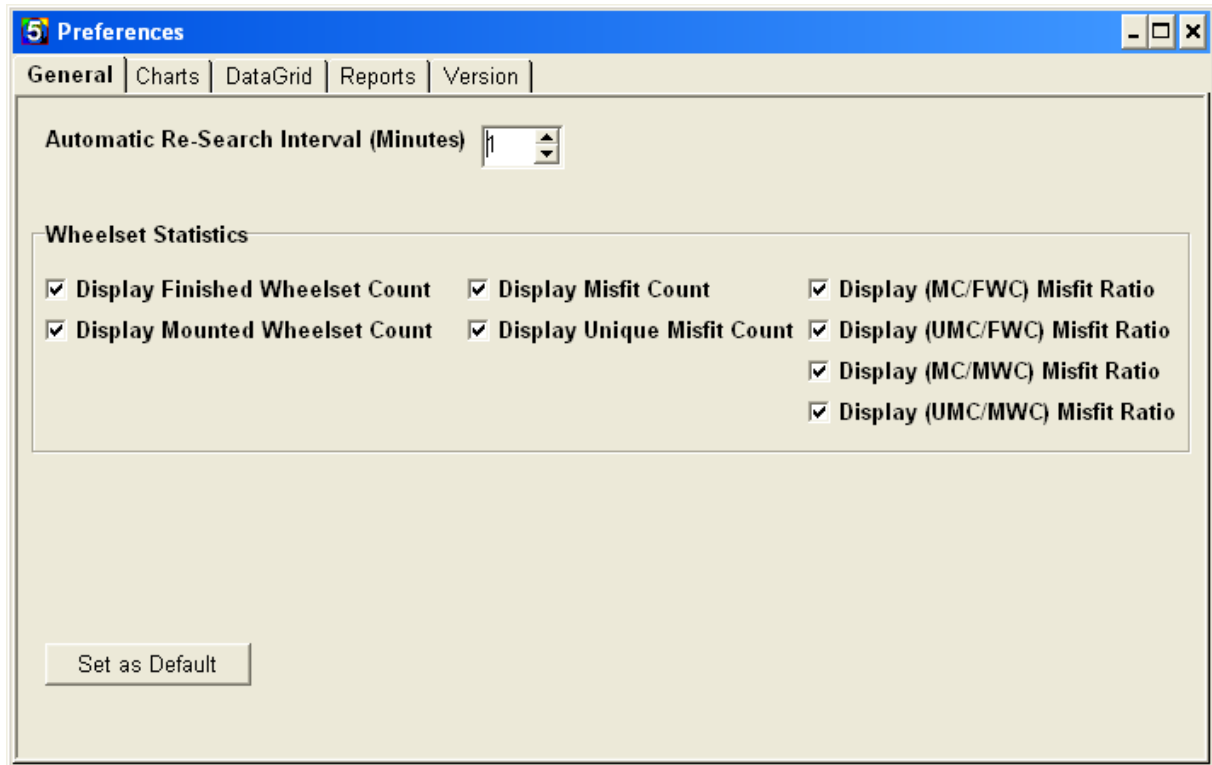 5 Preferences
General Charts DataGrid Reports Version
Automatic Re-Search Interval (Minutes) 1
Wheelset Statistics
Display Finished Wheelset Count Display Misfit Count Display (MC/FWC) Misfit Ratio
Display Mounted Wheelset Count Display Unique Misfit Count Display (UMC/FWC) Misfit Ratio
Display (MC/MWC) Misfit Ratio
Display (UMC/MWC) Misfit Ratio
Set as Default